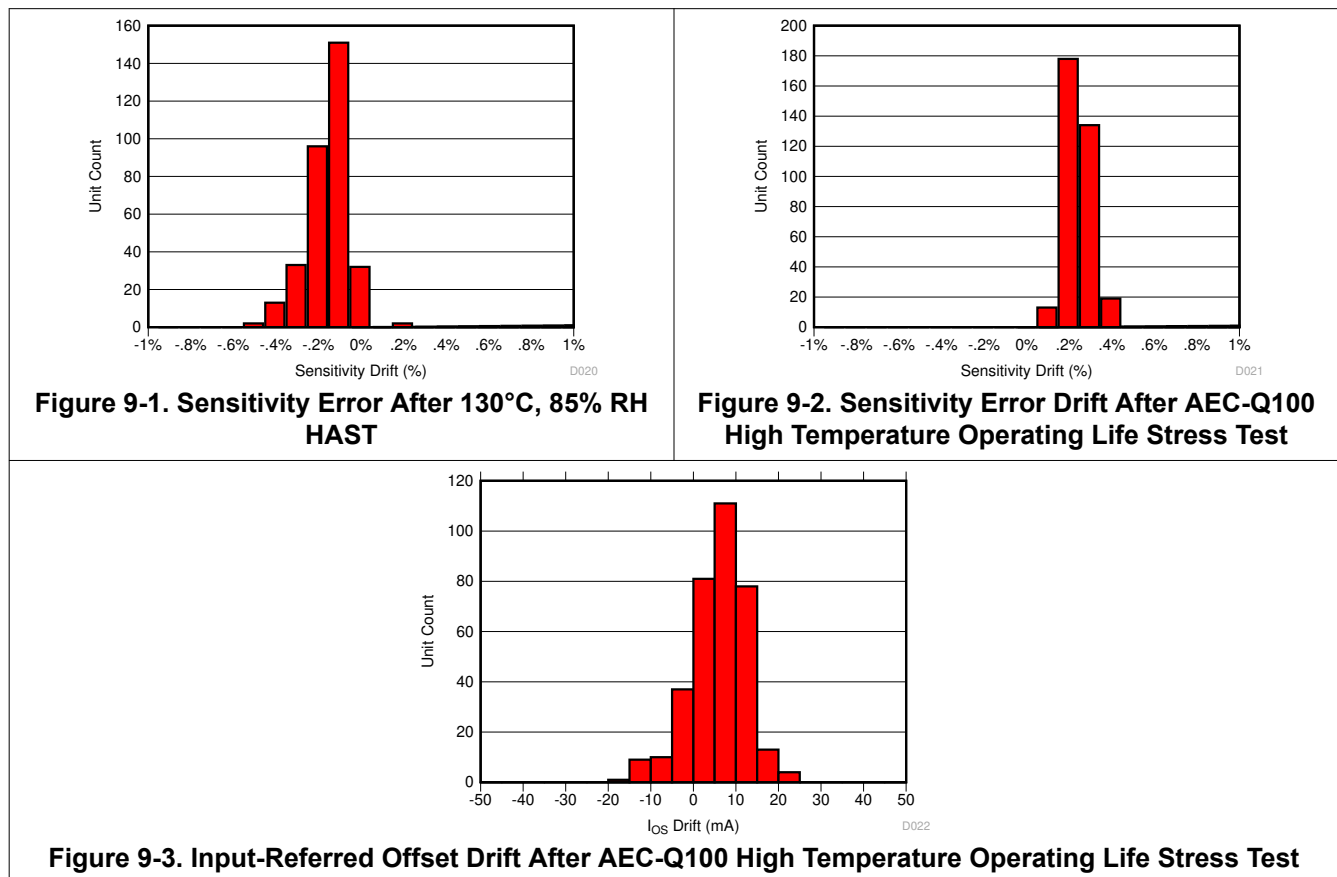 160
140
120
100
80
60
40
20
0
Unit Count
-1% -.8% -.6% -.4% -.2% 0% .2% .4% .6% .8% 1%
Sensitivity Drift (%)
D020
Figure 9-1. Sensitivity Error After 130°C, 85% RH
HAST
200
180
160
140
120
100
80
60
40
20
0
Unit Count
-1% -.8% -.6% -.4% -.2% 0% .2% .4% .6% .8% 1%
Sensitivity Drift (%)
D021
Figure 9-2. Sensitivity Error Drift After AEC-Q100
High Temperature Operating Life Stress Test
120
100
80
60
40
20
0
Unit Count
-50 -40 -30 -20 -10 0 10 20 30 40 50
IOS Drift (mA)
D022
Figure 9-3. Input-Referred Offset Drift After AEC-Q100 High Temperature Operating Life Stress Test